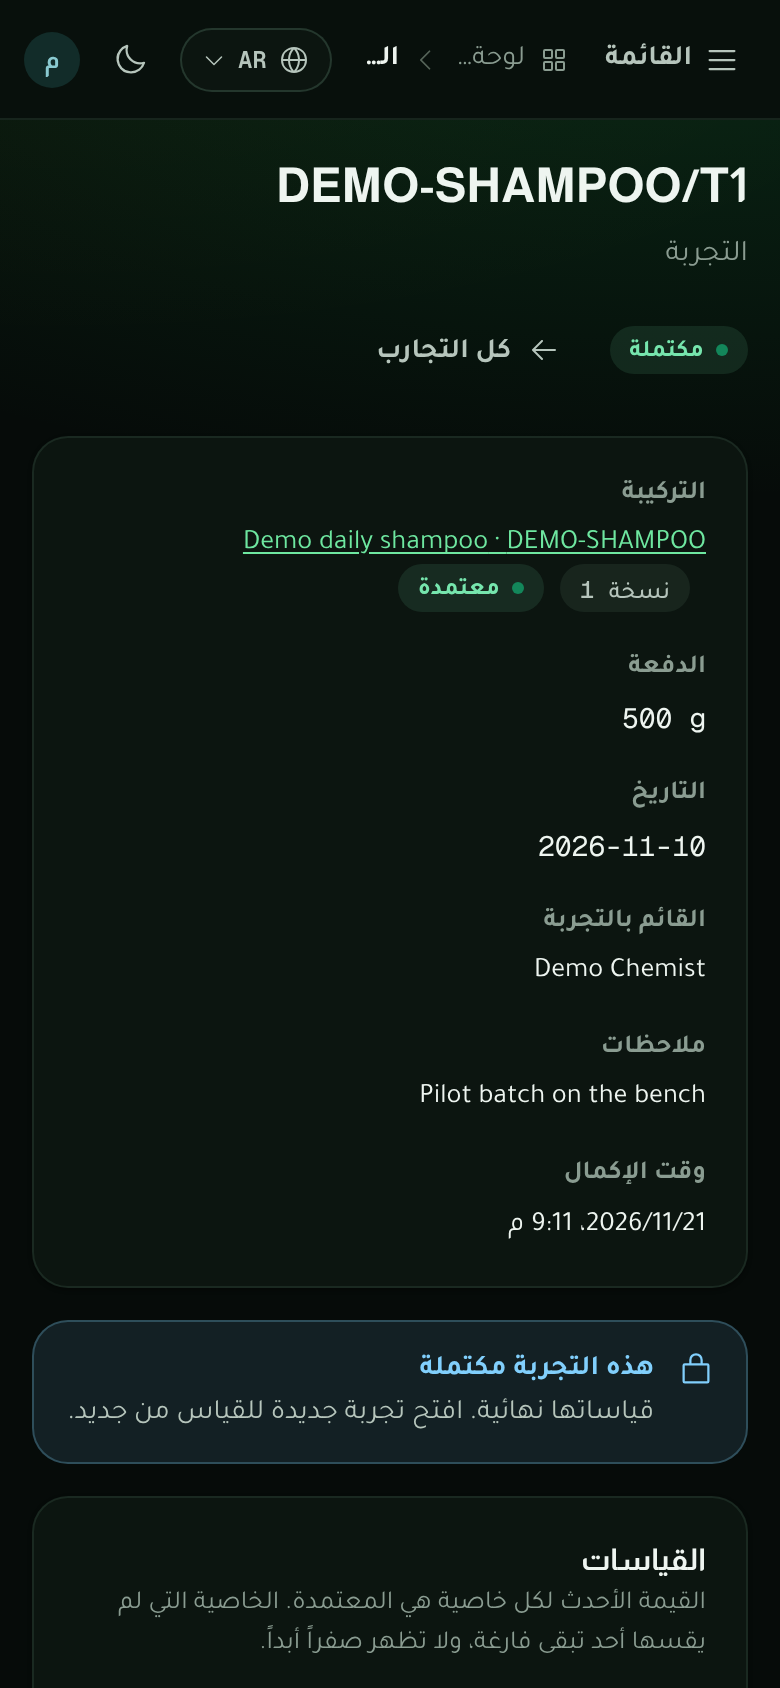 القائمة لوحة... الـ... AR م
DEMO-SHAMPOO/T1
التجربة
مكتملة كل التجارب
التركيبة
Demo daily shampoo · DEMO-SHAMPOO
نسخة 1 معتمدة
الدفعة
500 g
التاريخ
2026-11-10
القائم بالتجربة
Demo Chemist
ملاحظات
Pilot batch on the bench
وقت الإكمال
2026/11/21، 9:11 م
هذه التجربة مكتملة
قياساتها نهائية. افتح تجربة جديدة للقياس من جديد.
القياسات
القيمة الأحدث لكل خاصية هي المعتمدة. الخاصية التي لم
يقسها أحد تبقى فارغة، ولا تظهر صفراً أبداً.